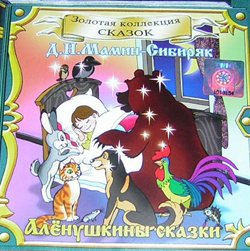 Золотая коллекция
СКАЗОК
Д.Н.Мамин-Сибиряк
Алёнушкины сказки